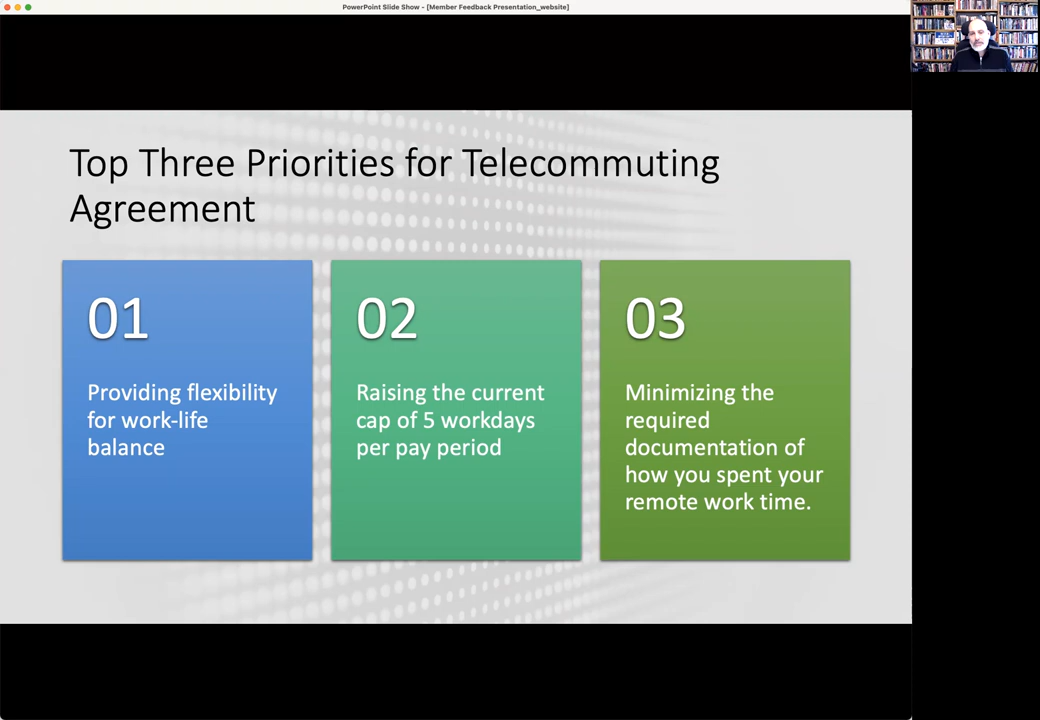 PowerPoint Slide Show - [Member Feedback Presentation_website]
Top Three Priorities for Telecommuting
Agreement
01
Providing flexibility
for work-life
balance
02
Raising the current
cap of 5 workdays
per pay period
03
Minimizing the
required
documentation of
how you spent your
remote work time.